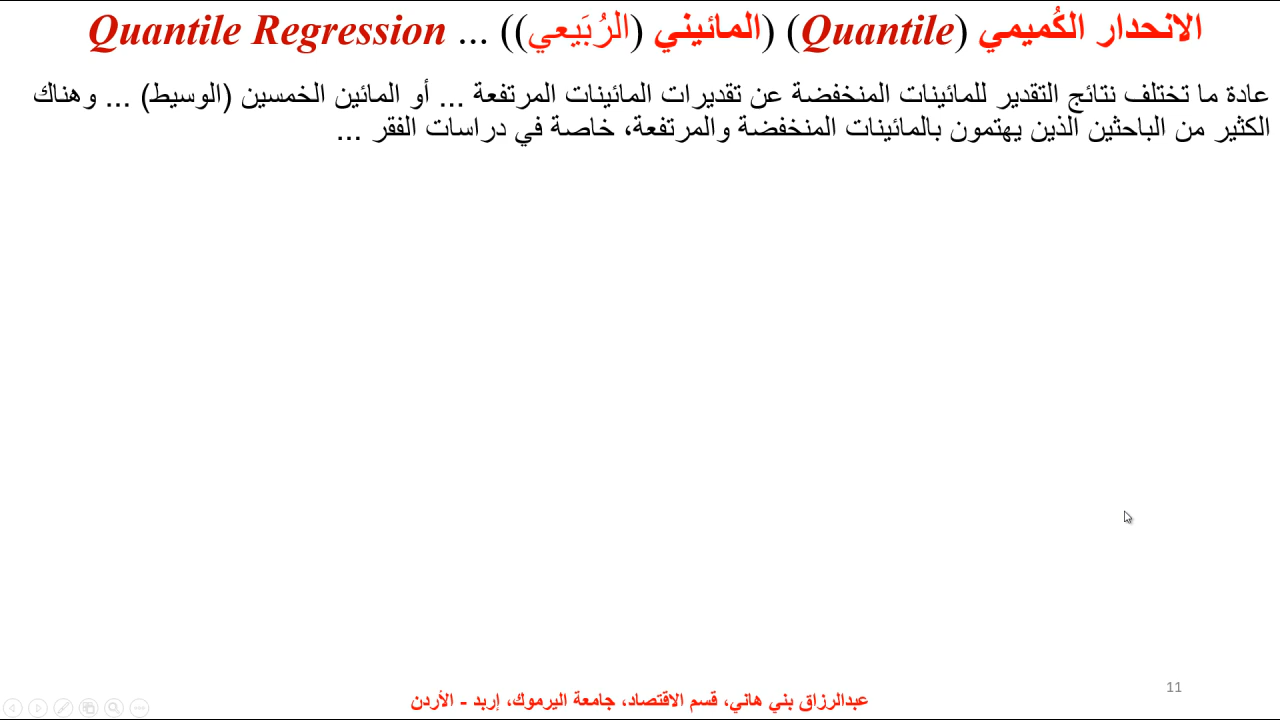 الانحدار الكُميمي (Quantile) (المائيني (الرُبَيعي)) ... Quantile Regression
عادة ما تختلف نتائج التقدير للمائينات المنخفضة عن تقديرات المائينات المرتفعة ... أو المائين الخمسين (الوسيط) ... وهناك
الكثير من الباحثين الذين يهتمون بالمائينات المنخفضة والمرتفعة، خاصة في دراسات الفقر ...
11
عبدالرزاق بني هاني، قسم الاقتصاد، جامعة اليرموك، إربد - الأردن